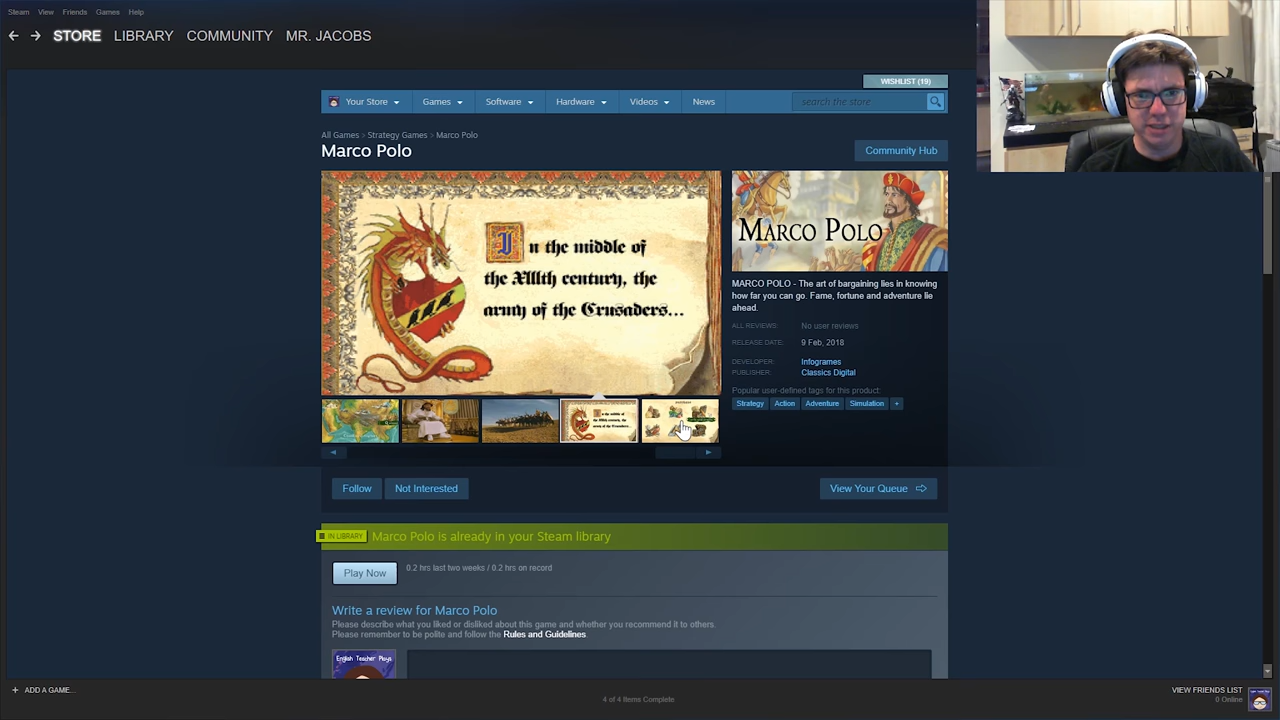 Steam View Friends Games Help
STORE LIBRARY COMMUNITY MR. JACOBS
WISHLIST (19)
Your Store Games Software Hardware Videos News search the store
All Games > Strategy Games > Marco Polo
Marco Polo
Community Hub
In the middle of
the XIIIth century, the
army of the Crusaders...
MARCO POLO
MARCO POLO - The art of bargaining lies in knowing
how far you can go. Fame, fortune and adventure lie
ahead.
ALL REVIEWS: No user reviews
RELEASE DATE: 9 Feb, 2018
DEVELOPER: Infogrames
PUBLISHER: Classics Digital
Popular user-defined tags for this product:
Strategy Action Adventure Simulation +
Follow Not Interested View Your Queue
IN LIBRARY Marco Polo is already in your Steam library
Play Now 0.2 hrs last two weeks / 0.2 hrs on record
Write a review for Marco Polo
Please describe what you liked or disliked about this game and whether you recommend it to others.
Please remember to be polite and follow the Rules and Guidelines
English Teacher Plays
+ ADD A GAME...
4 of 4 Items Complete
VIEW FRIENDS LIST
0 Online